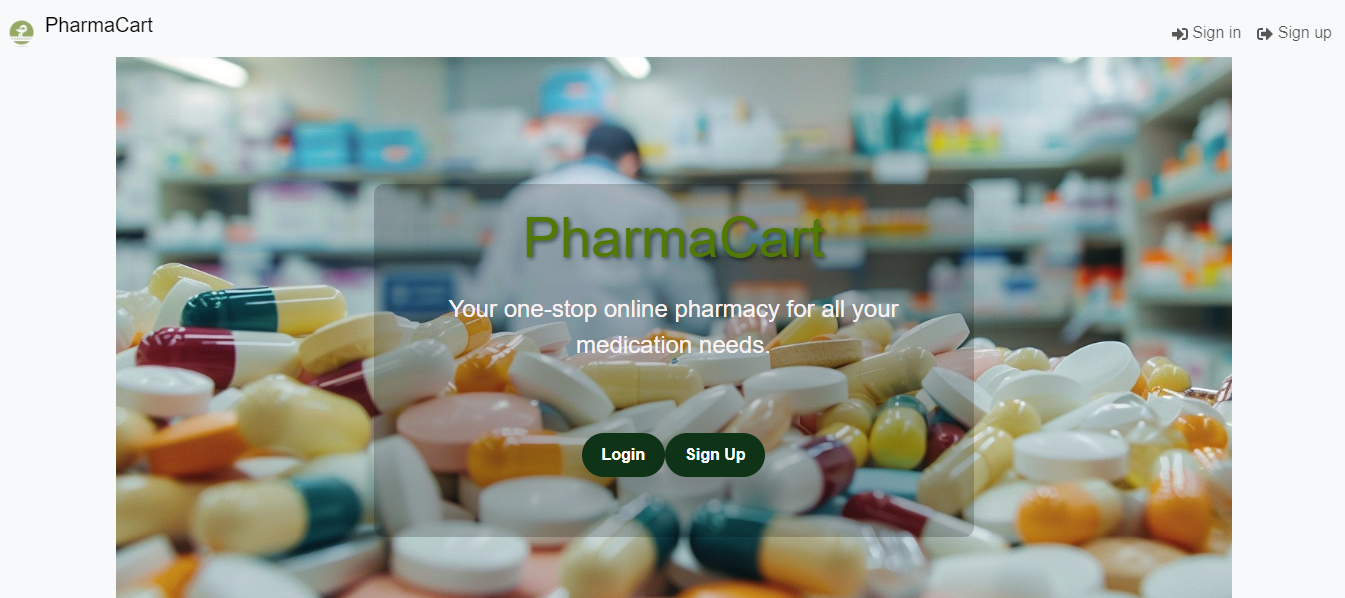 PharmaCart
Sign in
Sign up
PharmaCart
Your one-stop online pharmacy for all your
medication needs.
Login
Sign Up